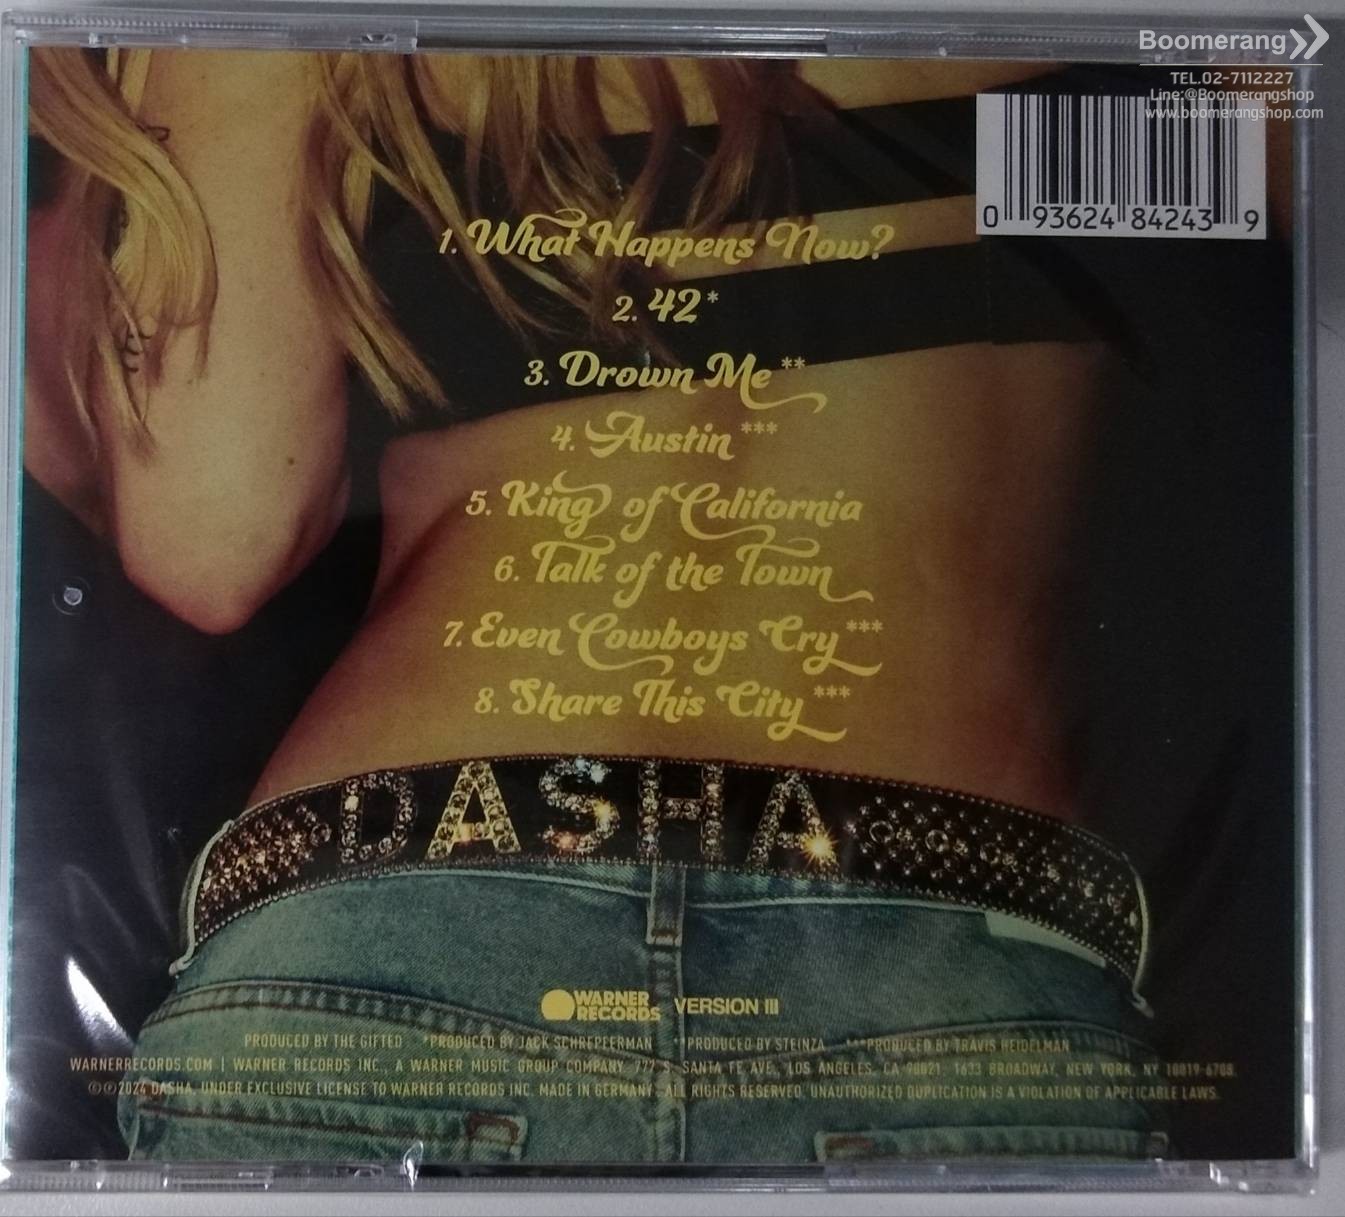 Boomerang
TEL.02-7112227
Line:@Boomerangshop
www.boomerangshop.com
0 93624 84243 9
1. What Happens Now?
2. 42*
3. Drown Me**
4. Austin***
5. King of California
6. Talk of the Town
7. Even Cowboys Cry***
8. Share This City***
DASHA
WARNER RECORDS VERSION III
PRODUCED BY THE GIFTED *PRODUCED BY JACK SCHREPFERMAN **PRODUCED BY STEINZA ***PRODUCED BY TRAVIS HEIDELMAN
WARNERRECORDS.COM | WARNER RECORDS INC., A WARNER MUSIC GROUP COMPANY. 777 S. SANTA FE AVE., LOS ANGELES, CA 90021. 1633 BROADWAY, NEW YORK, NY 10019-6708.
©℗2024 DASHA, UNDER EXCLUSIVE LICENSE TO WARNER RECORDS INC. MADE IN GERMANY. ALL RIGHTS RESERVED. UNAUTHORIZED DUPLICATION IS A VIOLATION OF APPLICABLE LAWS.